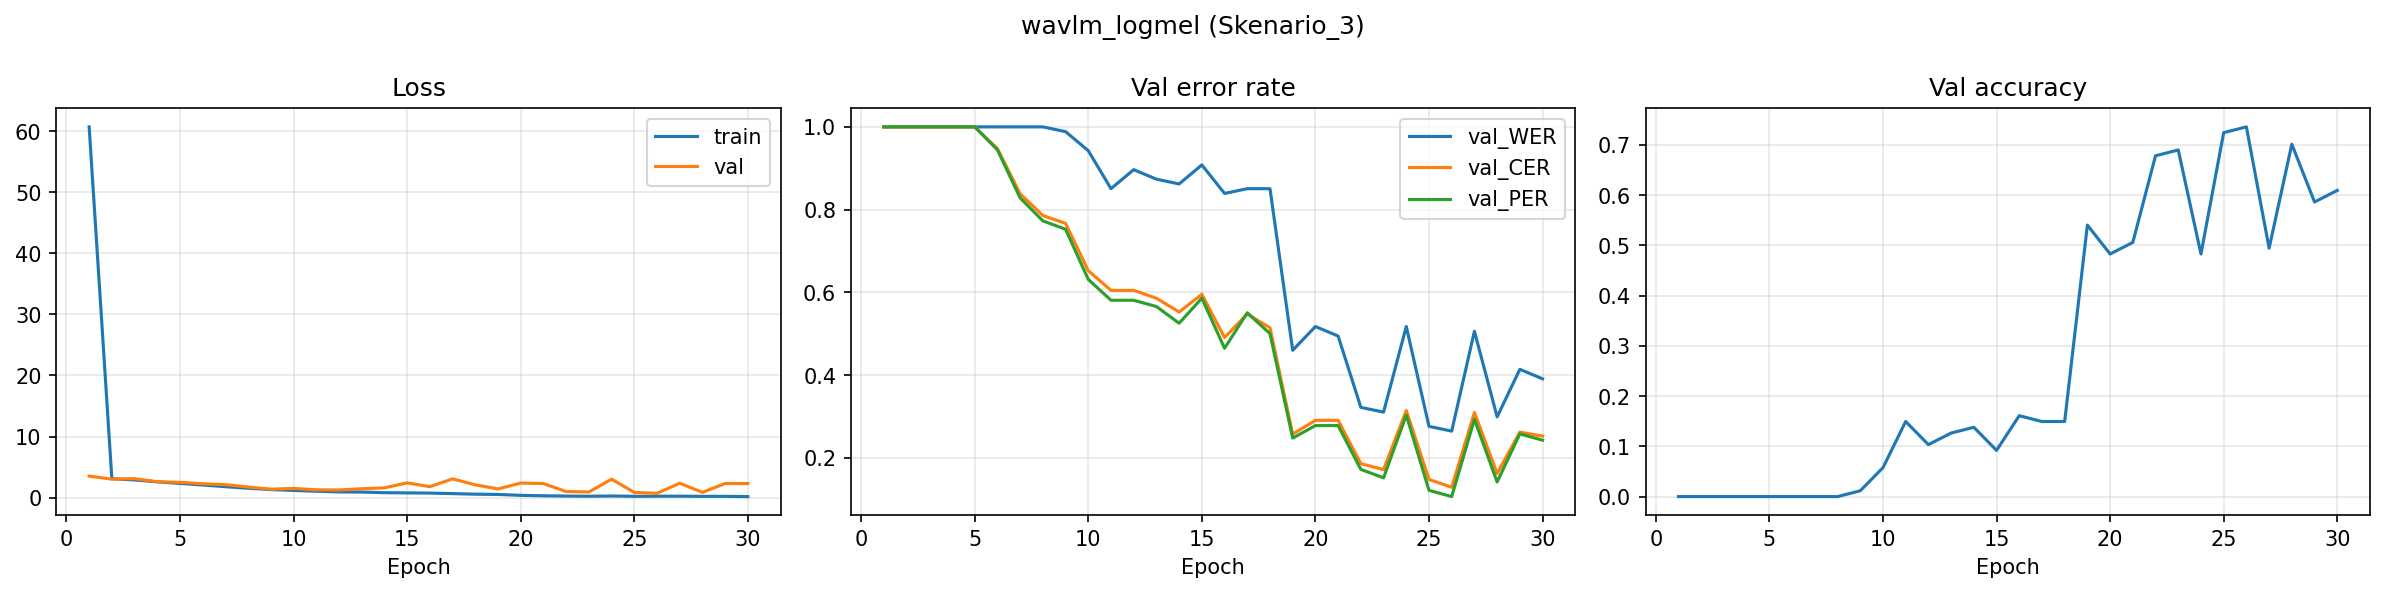 wavlm_logmel (Skenario_3)
Loss
60
50
40
30
20
10
0
train
val
0 5 10 15 20 25 30
Epoch
Val error rate
1.0
0.8
0.6
0.4
0.2
val_WER
val_CER
val_PER
0 5 10 15 20 25 30
Epoch
Val accuracy
0.7
0.6
0.5
0.4
0.3
0.2
0.1
0.0
0 5 10 15 20 25 30
Epoch